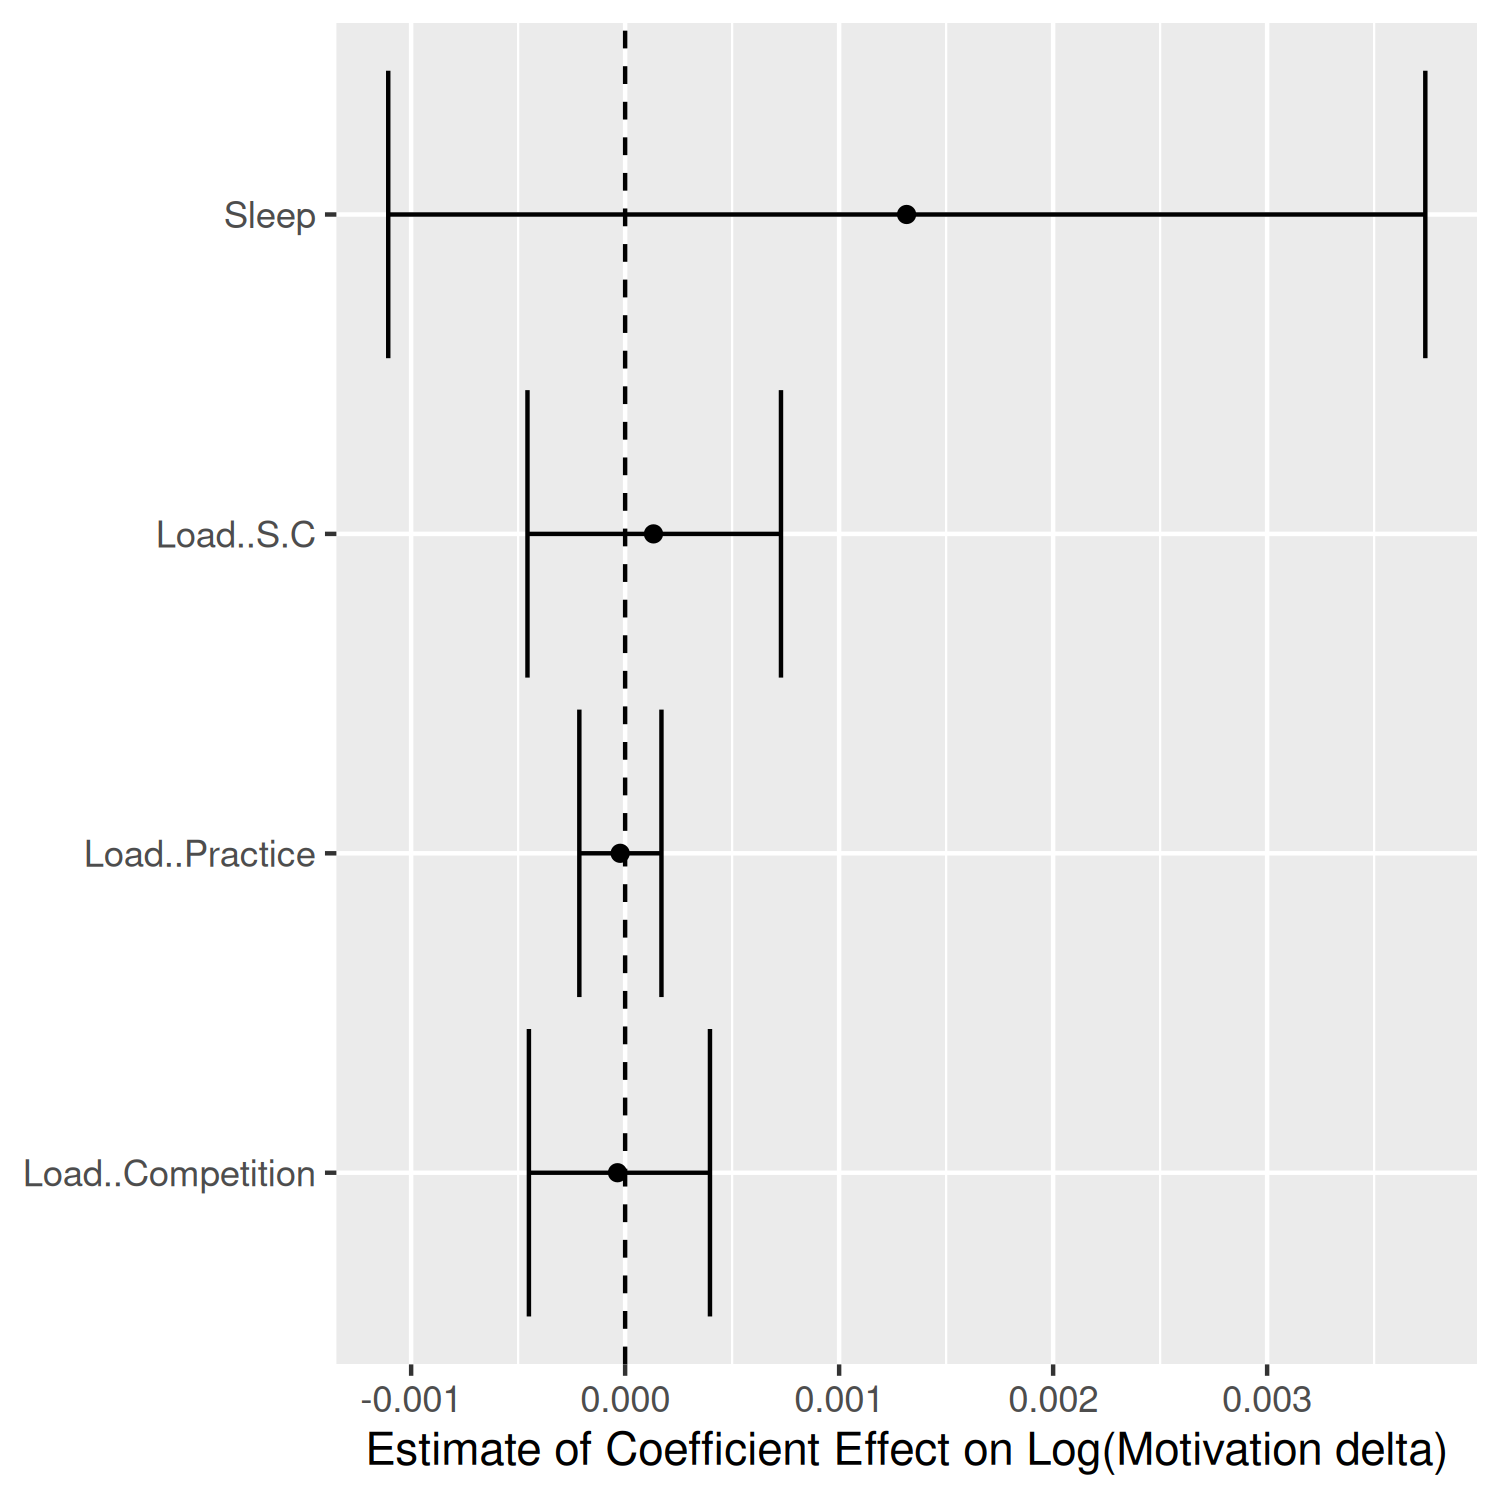 Sleep
Load..S.C
Load..Practice
Load..Competition
-0.001 0.000 0.001 0.002 0.003
Estimate of Coefficient Effect on Log(Motivation delta)